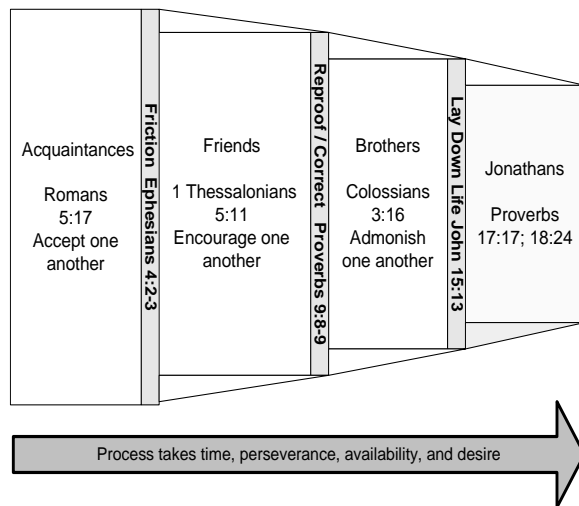 Acquaintances
Romans
5:17
Accept one
another
Friction Ephesians 4:2-3
Friends
1 Thessalonians
5:11
Encourage one
another
Reproof / Correct Proverbs 9:8-9
Brothers
Colossians
3:16
Admonish
one another
Lay Down Life John 15:13
Jonathans
Proverbs
17:17; 18:24
Process takes time, perseverance, availability, and desire